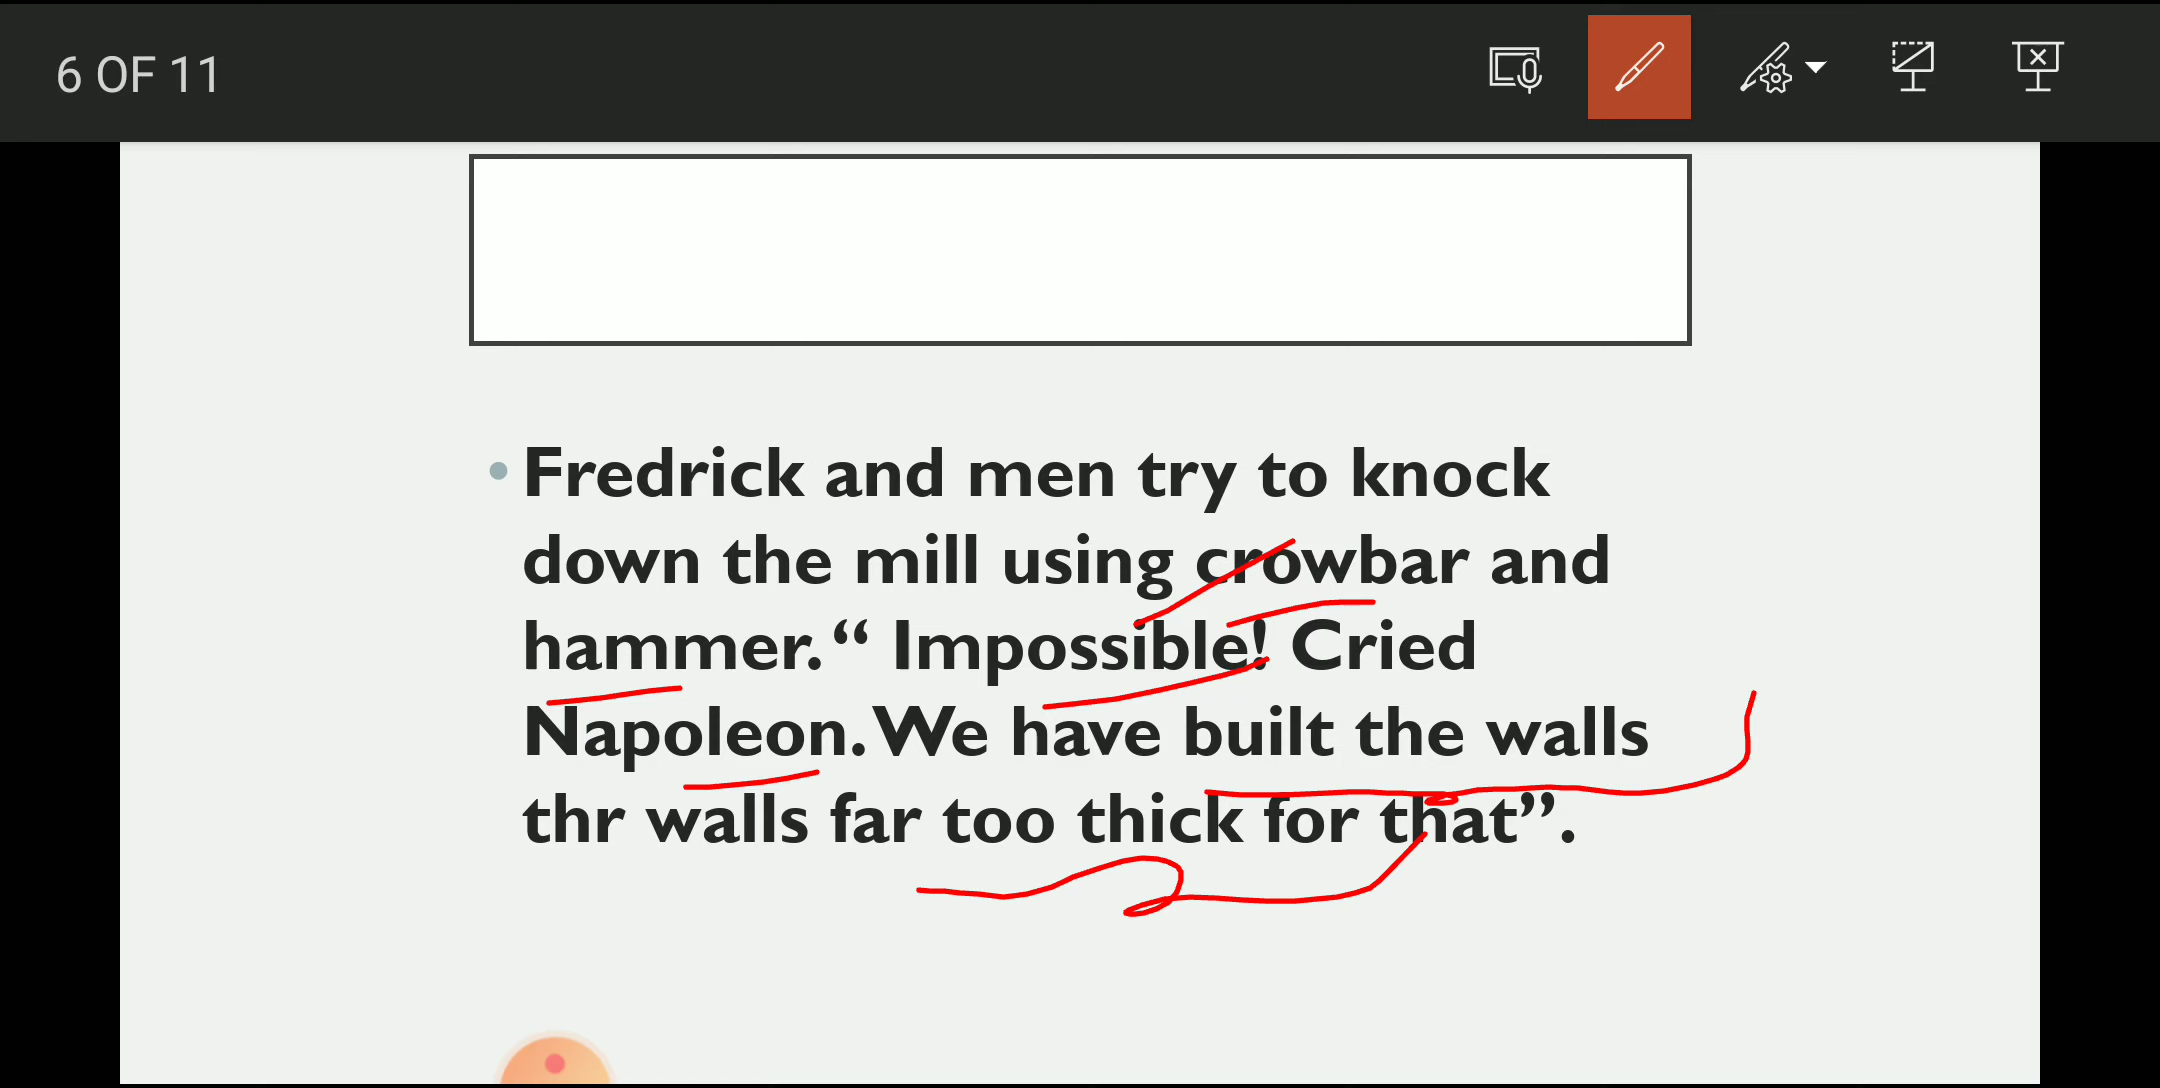 6 OF 11
• Fredrick and men try to knock
down the mill using crowbar and
hammer. “ Impossible! Cried
Napoleon. We have built the walls
thr walls far too thick for that”.